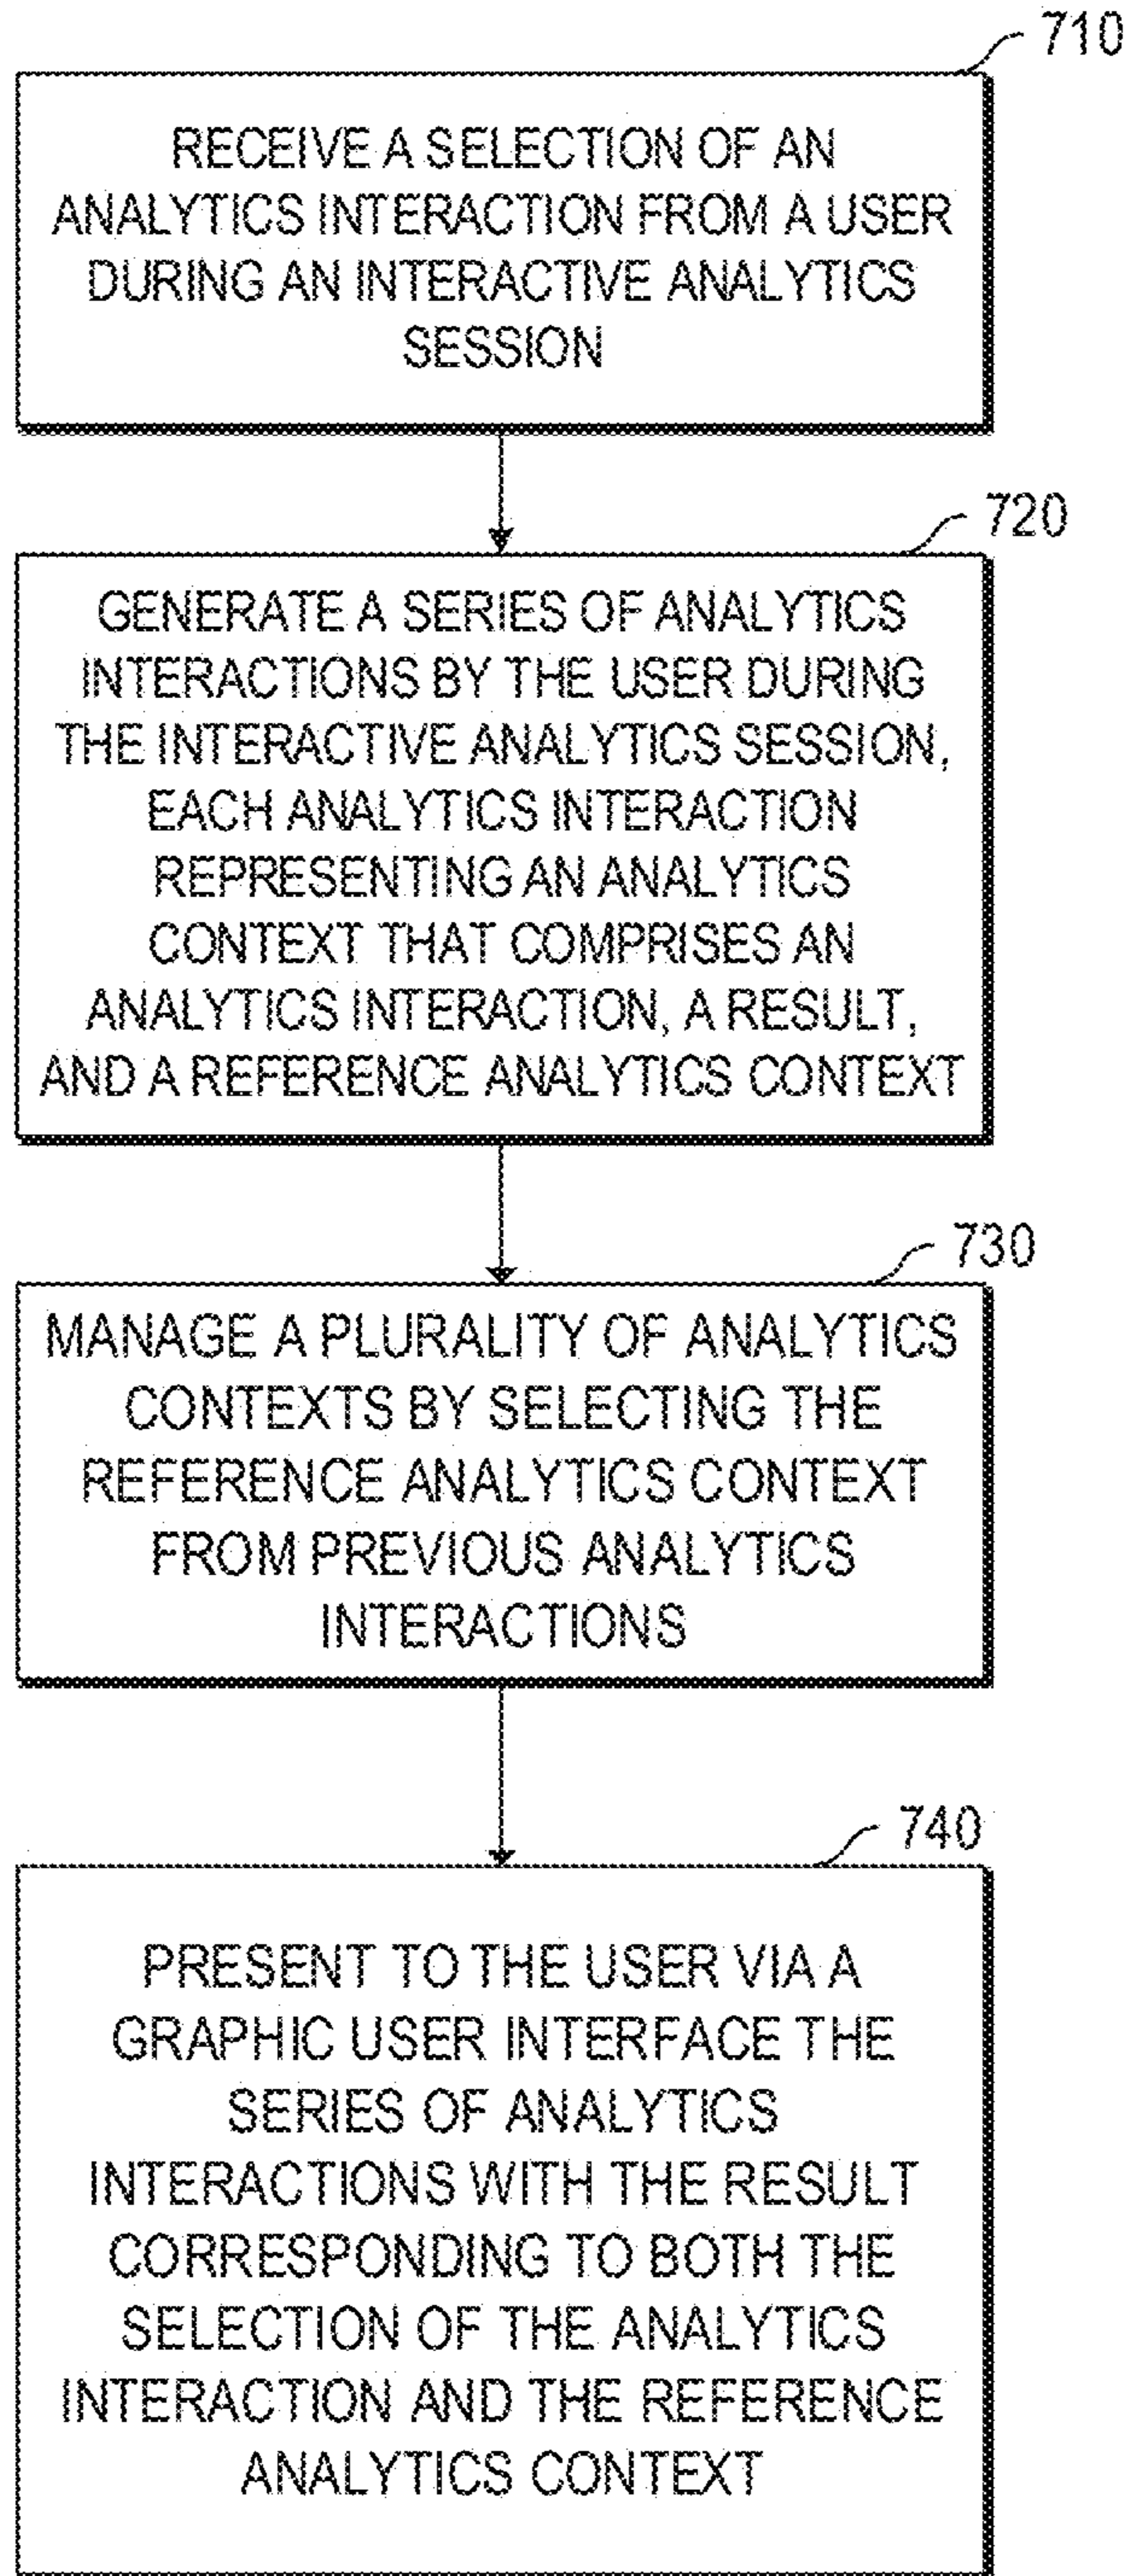 710
RECEIVE A SELECTION OF AN
ANALYTICS INTERACTION FROM A USER
DURING AN INTERACTIVE ANALYTICS
SESSION
720
GENERATE A SERIES OF ANALYTICS
INTERACTIONS BY THE USER DURING
THE INTERACTIVE ANALYTICS SESSION,
EACH ANALYTICS INTERACTION
REPRESENTING AN ANALYTICS
CONTEXT THAT COMPRISES AN
ANALYTICS INTERACTION, A RESULT,
AND A REFERENCE ANALYTICS CONTEXT
730
MANAGE A PLURALITY OF ANALYTICS
CONTEXTS BY SELECTING THE
REFERENCE ANALYTICS CONTEXT
FROM PREVIOUS ANALYTICS
INTERACTIONS
740
PRESENT TO THE USER VIA A
GRAPHIC USER INTERFACE THE
SERIES OF ANALYTICS
INTERACTIONS WITH THE RESULT
CORRESPONDING TO BOTH THE
SELECTION OF THE ANALYTICS
INTERACTION AND THE REFERENCE
ANALYTICS CONTEXT